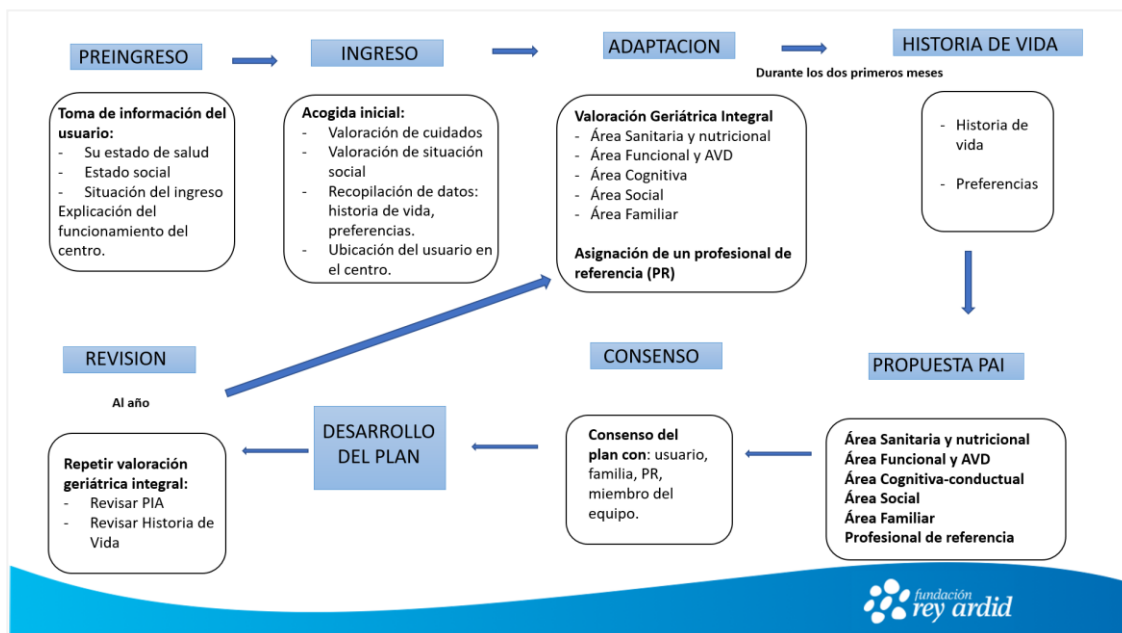 PREINGRESO
INGRESO
ADAPTACION
HISTORIA DE VIDA
Durante los dos primeros meses
Toma de información del
usuario:
- Su estado de salud
- Estado social
- Situación del ingreso
Explicación del
funcionamiento del
centro.
Acogida inicial:
- Valoración de cuidados
- Valoración de situación
social
- Recopilación de datos:
historia de vida,
preferencias.
- Ubicación del usuario en
el centro.
Valoración Geriátrica Integral
- Área Sanitaria y nutricional
- Área Funcional y AVD
- Área Cognitiva
- Área Social
- Área Familiar
Asignación de un profesional de
referencia (PR)
- Historia de
vida
- Preferencias
REVISION
Al año
Repetir valoración
geriátrica integral:
- Revisar PIA
- Revisar Historia de
Vida
DESARROLLO
DEL PLAN
CONSENSO
Consenso del
plan con: usuario,
familia, PR,
miembro del
equipo.
PROPUESTA PAI
Área Sanitaria y nutricional
Área Funcional y AVD
Área Cognitiva-conductual
Área Social
Área Familiar
Profesional de referencia
fundación
rey ardid